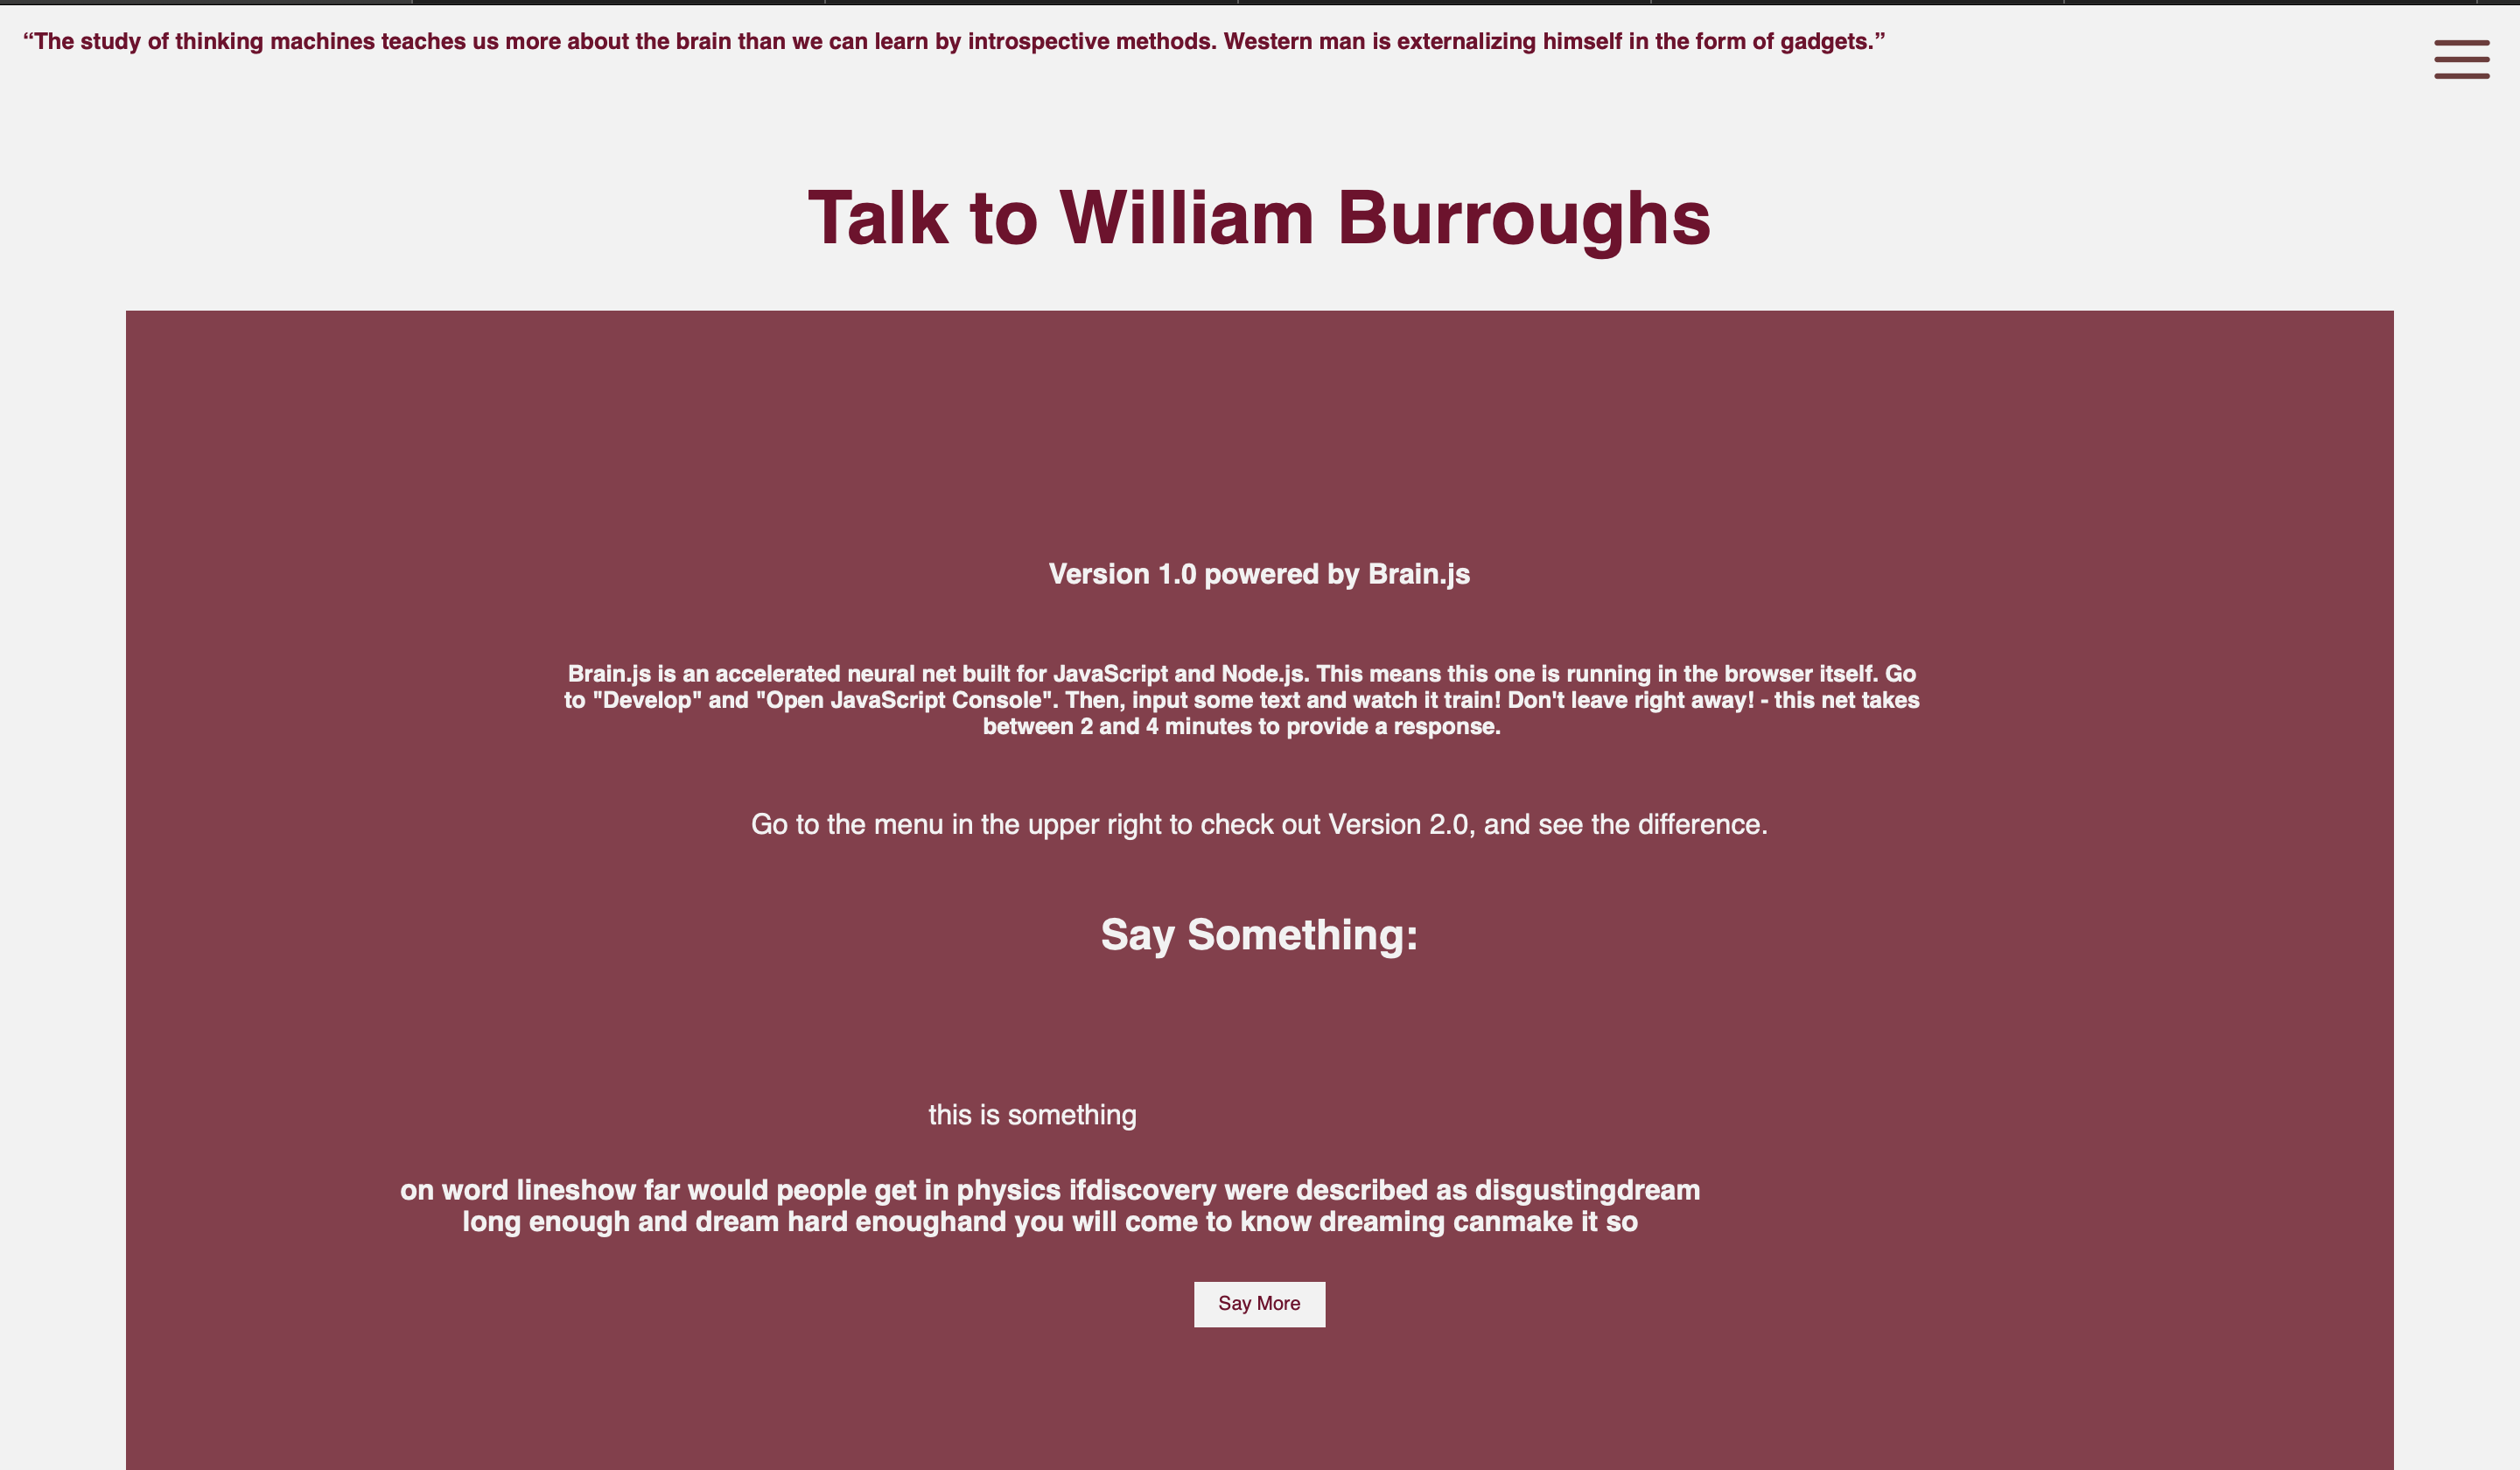 “The study of thinking machines teaches us more about the brain than we can learn by introspective methods. Western man is externalizing himself in the form of gadgets.”
Talk to William Burroughs
Version 1.0 powered by Brain.js
Brain.js is an accelerated neural net built for JavaScript and Node.js. This means this one is running in the browser itself. Go
to "Develop" and "Open JavaScript Console". Then, input some text and watch it train! Don't leave right away! - this net takes
between 2 and 4 minutes to provide a response.
Go to the menu in the upper right to check out Version 2.0, and see the difference.
Say Something:
this is something
on word lineshow far would people get in physics ifdiscovery were described as disgustingdream
long enough and dream hard enoughand you will come to know dreaming canmake it so
Say More